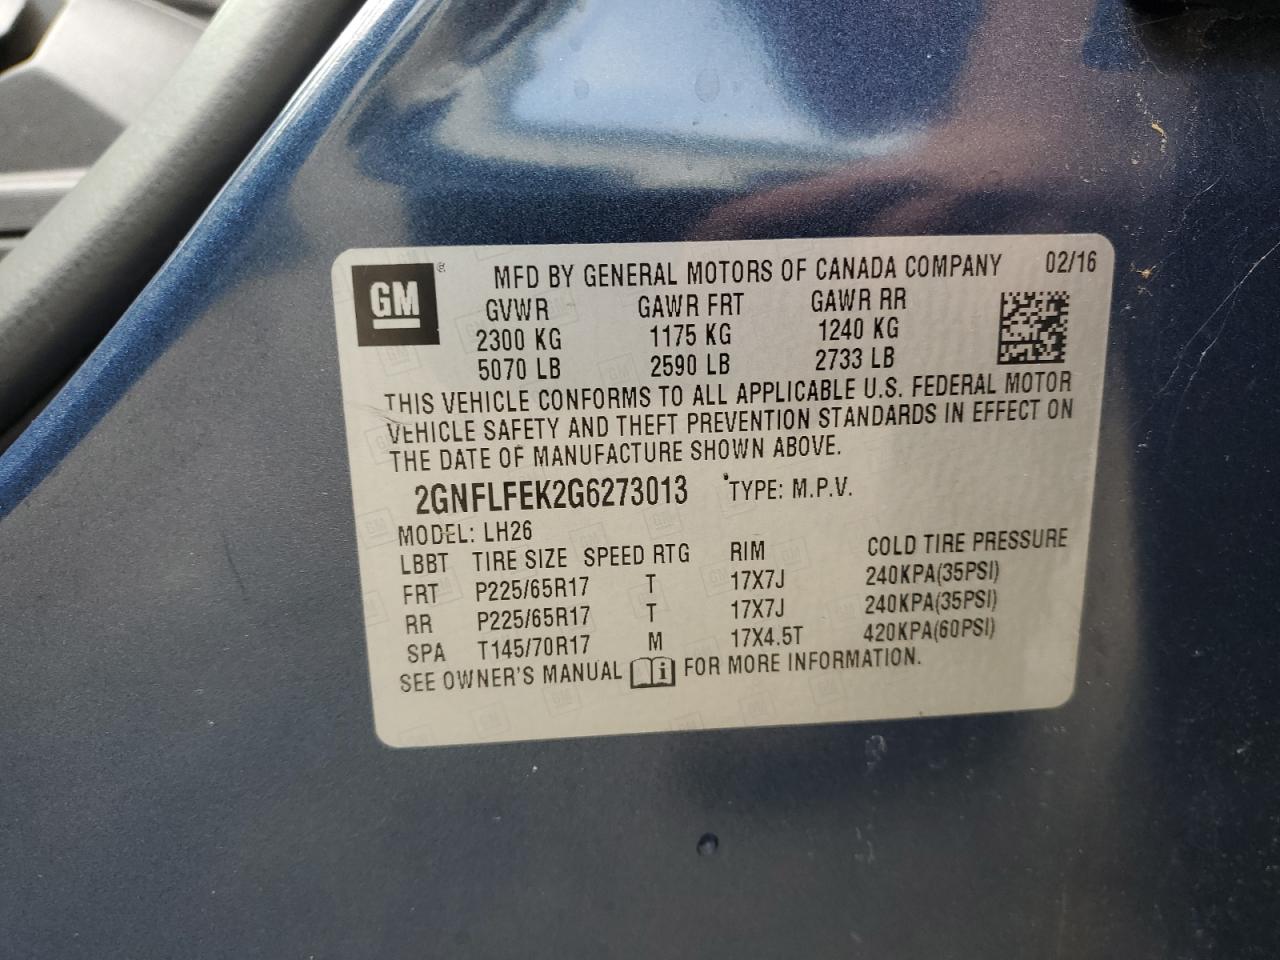 GM ® MFD BY GENERAL MOTORS OF CANADA COMPANY 02/16
GVWR GAWR FRT GAWR RR
2300 KG 1175 KG 1240 KG
5070 LB 2590 LB 2733 LB
THIS VEHICLE CONFORMS TO ALL APPLICABLE U.S. FEDERAL MOTOR
VEHICLE SAFETY AND THEFT PREVENTION STANDARDS IN EFFECT ON
THE DATE OF MANUFACTURE SHOWN ABOVE.
2GNFLFEK2G6273013 TYPE: M.P.V.
MODEL: LH26
LBBT TIRE SIZE SPEED RTG RIM COLD TIRE PRESSURE
FRT P225/65R17 T 17X7J 240KPA(35PSI)
RR P225/65R17 T 17X7J 240KPA(35PSI)
SPA T145/70R17 M 17X4.5T 420KPA(60PSI)
SEE OWNER'S MANUAL i FOR MORE INFORMATION.